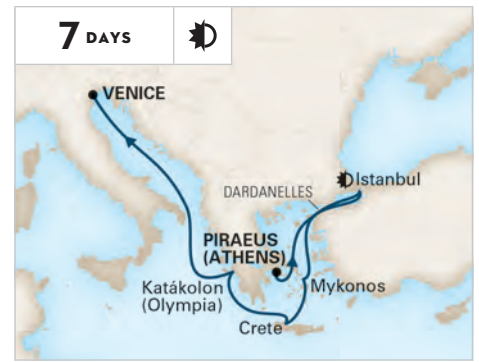 7 DAYS
VENICE
Istanbul
DARDANELLES
PIRAEUS
(ATHENS)
Mykonos
Katákolon
(Olympia)
Crete